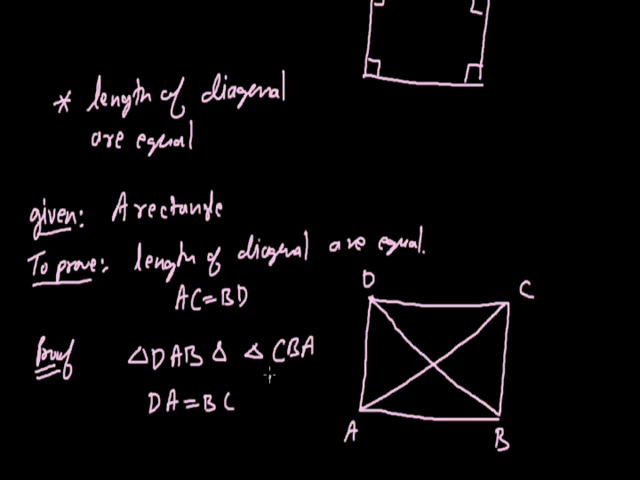 * length of diagonal
are equal
given: A rectangle
To prove: length of diagonal are equal.
AC=BD
D
C
Proof △DAB △ △CBA
DA=BC
A
B